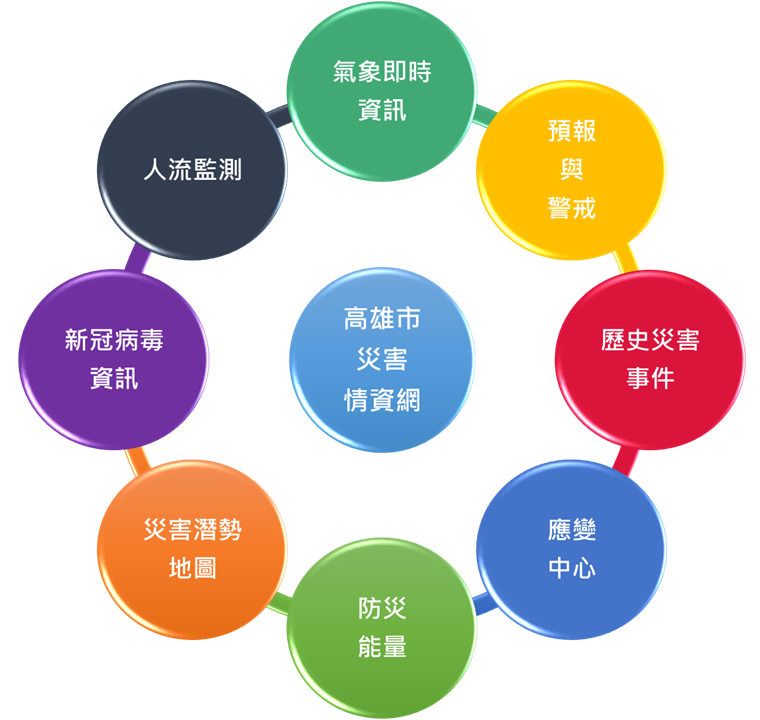 氣象即時
資訊
預報
與
警戒
歷史災害
事件
應變
中心
防災
能量
災害潛勢
地圖
新冠病毒
資訊
人流監測
高雄市
災害
情資網